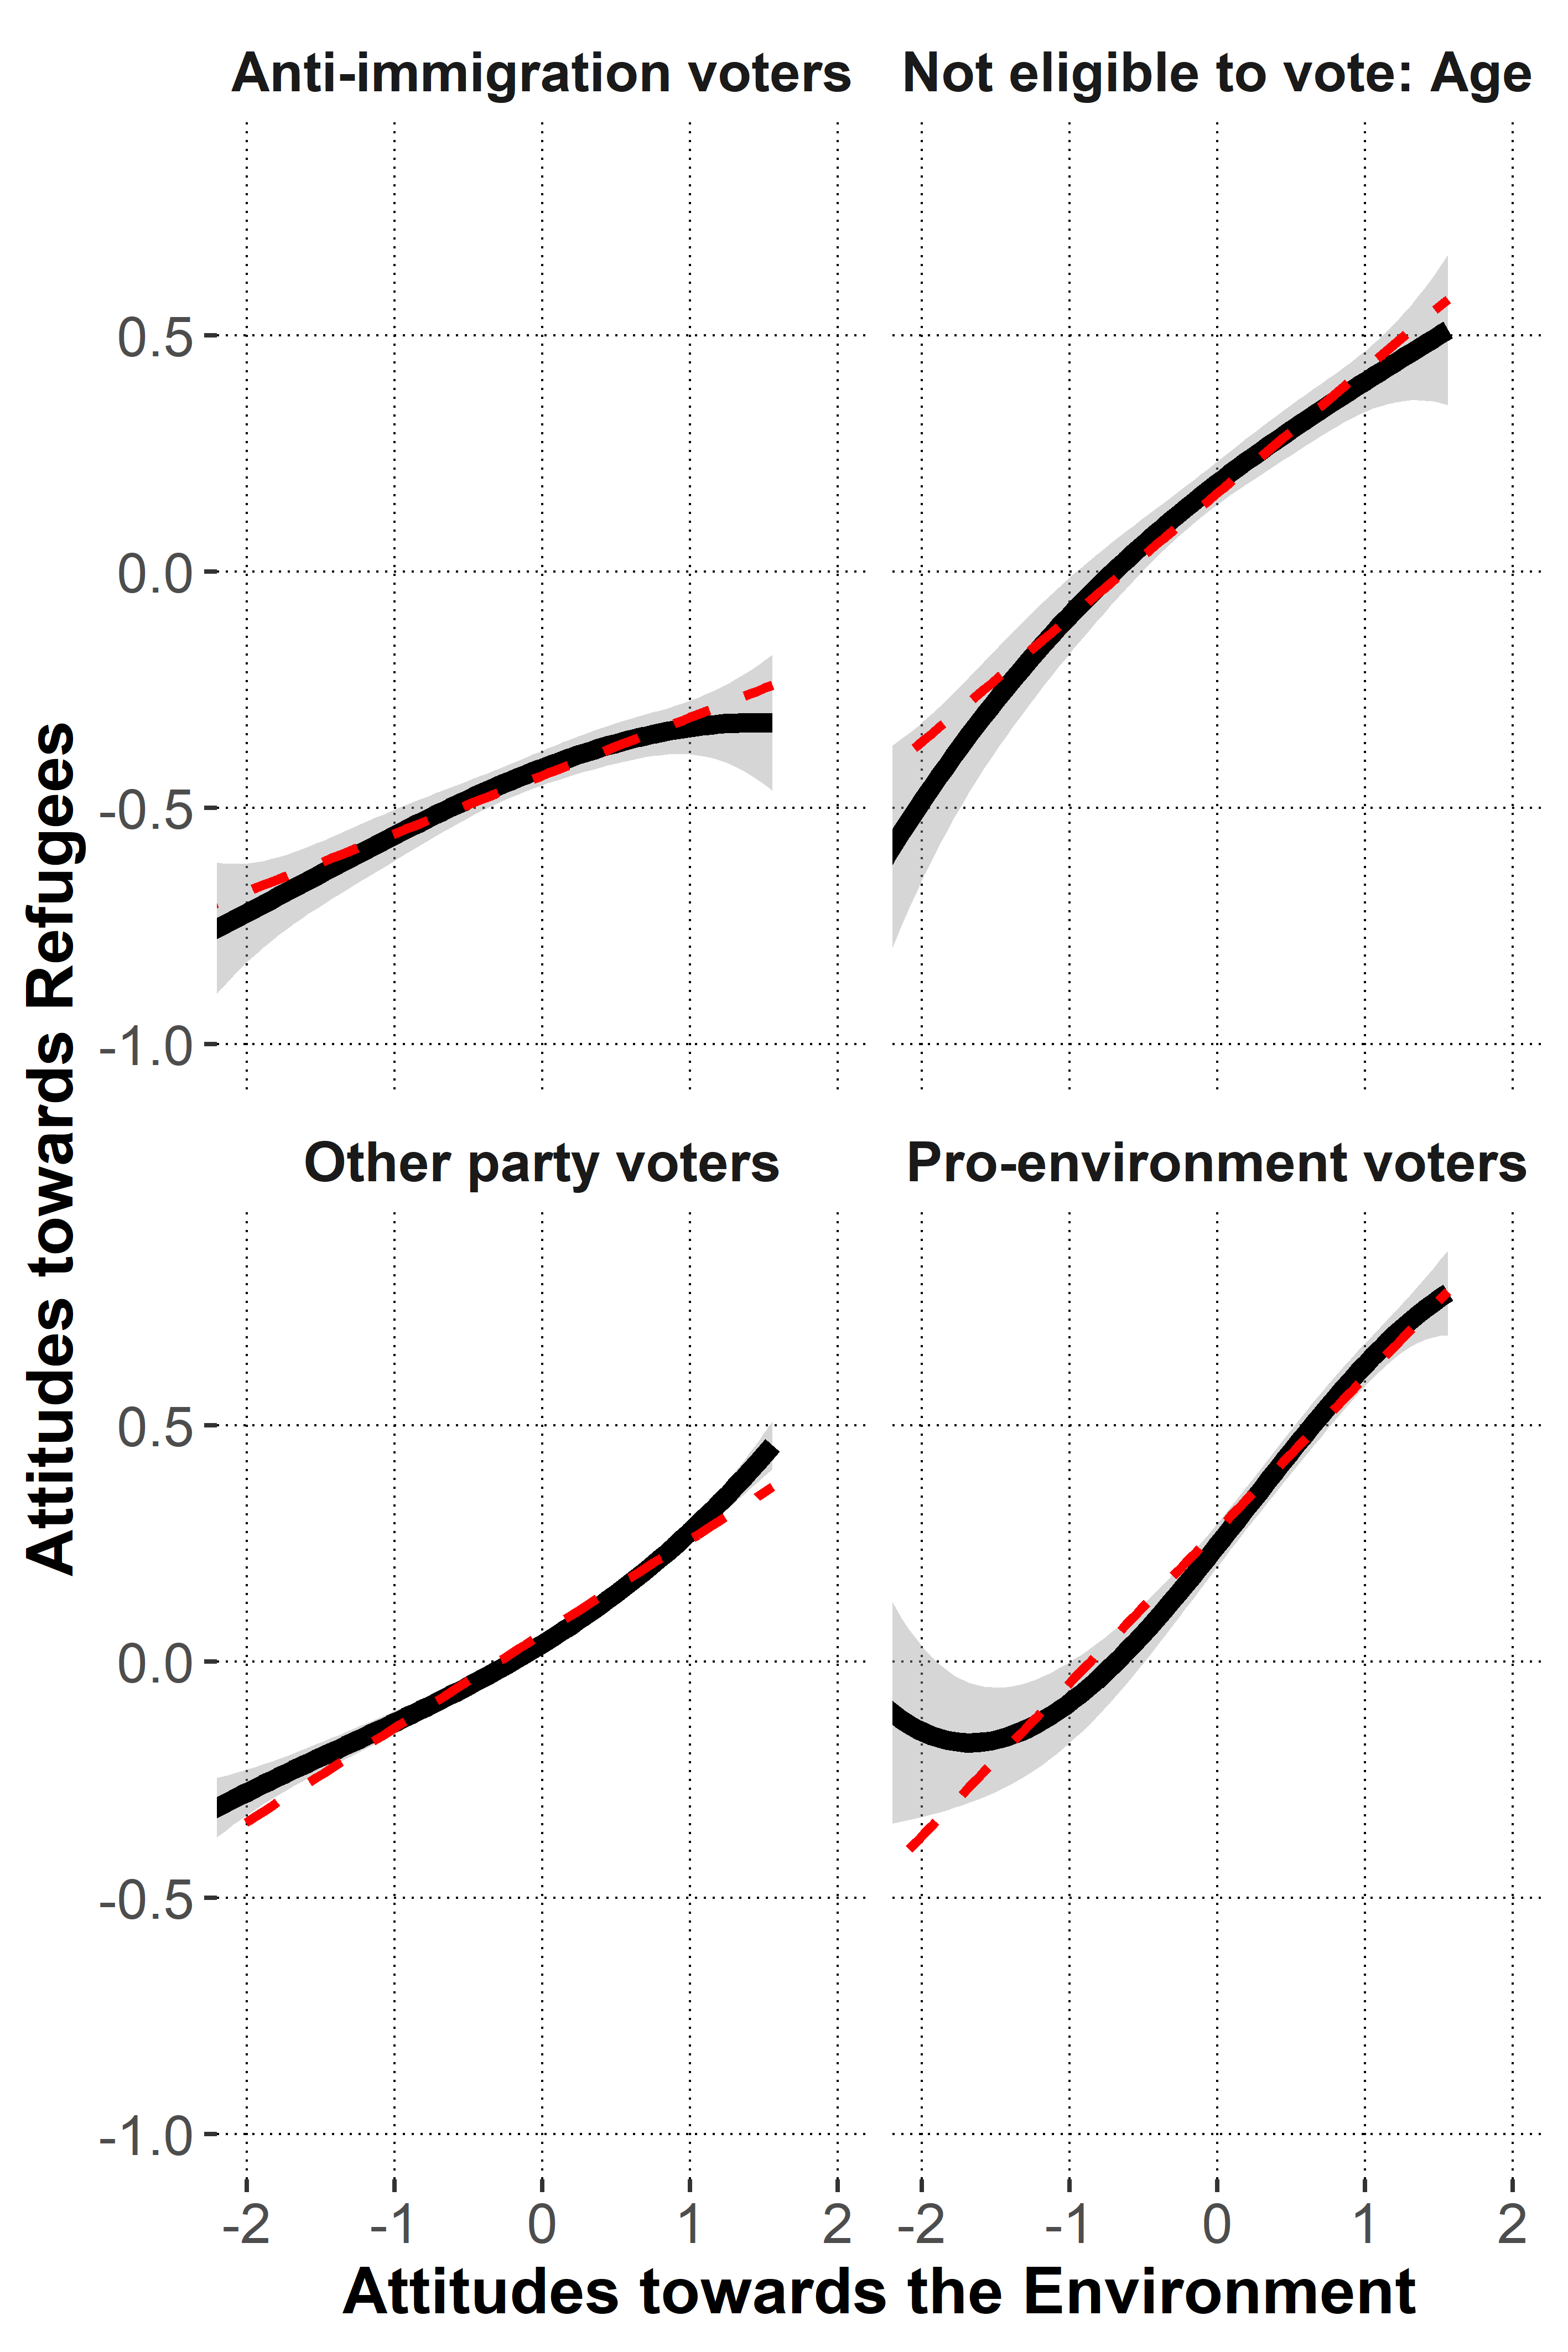 Anti-immigration voters
Not eligible to vote: Age
0.5
0.0
-0.5
-1.0
Other party voters
Pro-environment voters
0.5
0.0
-0.5
-1.0
-2 -1 0 1 2
-2 -1 0 1 2
Attitudes towards the Environment
Attitudes towards Refugees